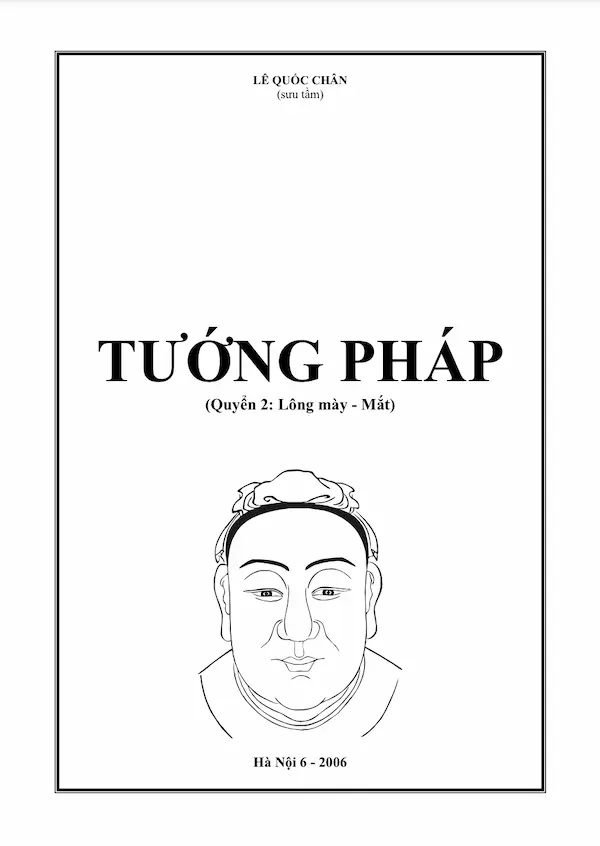 LÊ QUỐC CHÂN
(sưu tầm)
TƯỚNG PHÁP
(Quyển 2: Lông mày - Mắt)
Hà Nội 6 - 2006